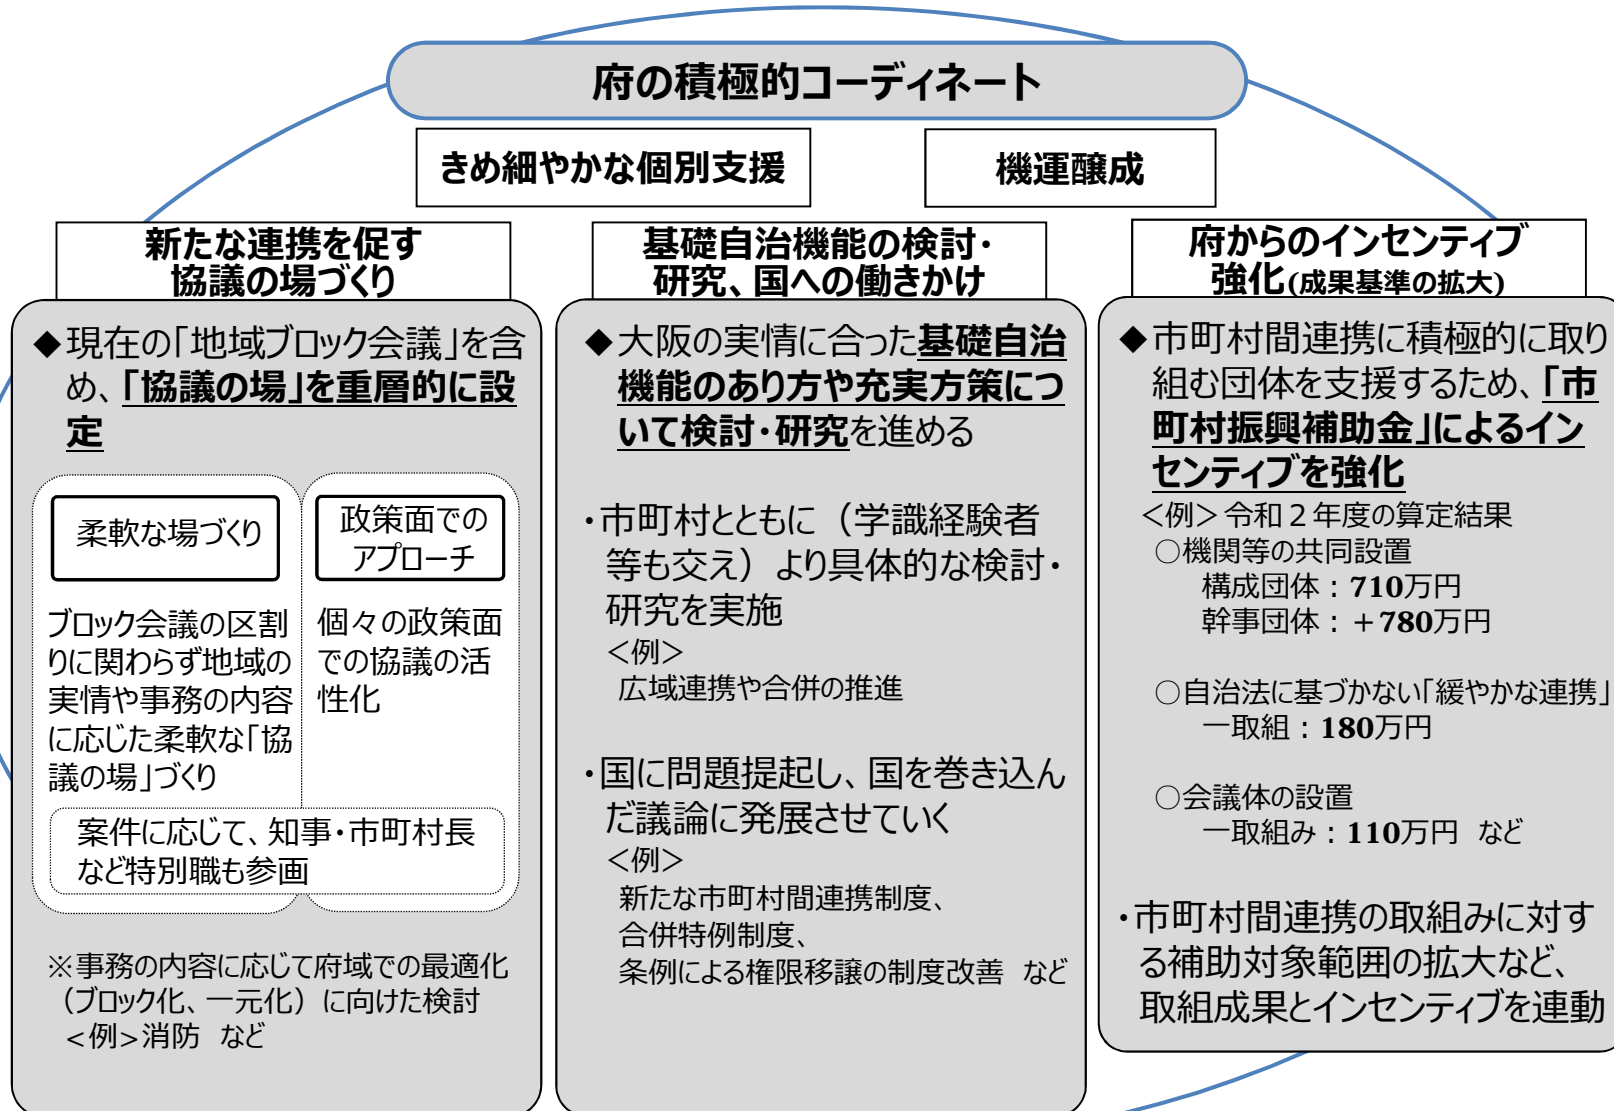 府の積極的コーディネート
きめ細やかな個別支援
機運醸成
新たな連携を促す
協議の場づくり
◆現在の「地域ブロック会議」を含
め、「協議の場」を重層的に設
定
柔軟な場づくり
ブロック会議の区割
りに関わらず地域の
実情や事務の内容
に応じた柔軟な「協
議の場」づくり
政策面での
アプローチ
個々の政策面
での協議の活
性化
案件に応じて、知事・市町村長
など特別職も参画
※事務の内容に応じて府域での最適化
（ブロック化、一元化）に向けた検討
<例>消防 など
基礎自治機能の検討・
研究、国への働きかけ
◆大阪の実情に合った基礎自治
機能のあり方や充実方策につ
いて検討・研究を進める
・市町村とともに（学識経験者
等も交え）より具体的な検討・
研究を実施
＜例＞
広域連携や合併の推進
・国に問題提起し、国を巻き込ん
だ議論に発展させていく
＜例＞
新たな市町村間連携制度、
合併特例制度、
条例による権限移譲の制度改善 など
府からのインセンティブ
強化(成果基準の拡大)
◆市町村間連携に積極的に取り
組む団体を支援するため、「市
町村振興補助金」によるイン
センティブを強化
＜例＞令和２年度の算定結果
○機関等の共同設置
構成団体：710万円
幹事団体：＋780万円
○自治法に基づかない「緩やかな連携」
一取組：180万円
○会議体の設置
一取組み：110万円 など
・市町村間連携の取組みに対す
る補助対象範囲の拡大など、
取組成果とインセンティブを連動